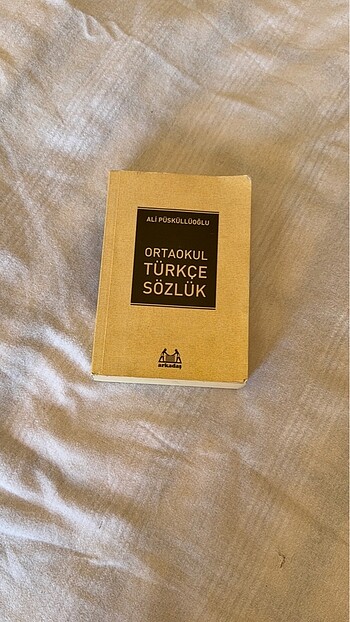 ALİ PÜSKÜLLÜOĞLU
ORTAOKUL
TÜRKÇE
SÖZLÜK
arkadaş